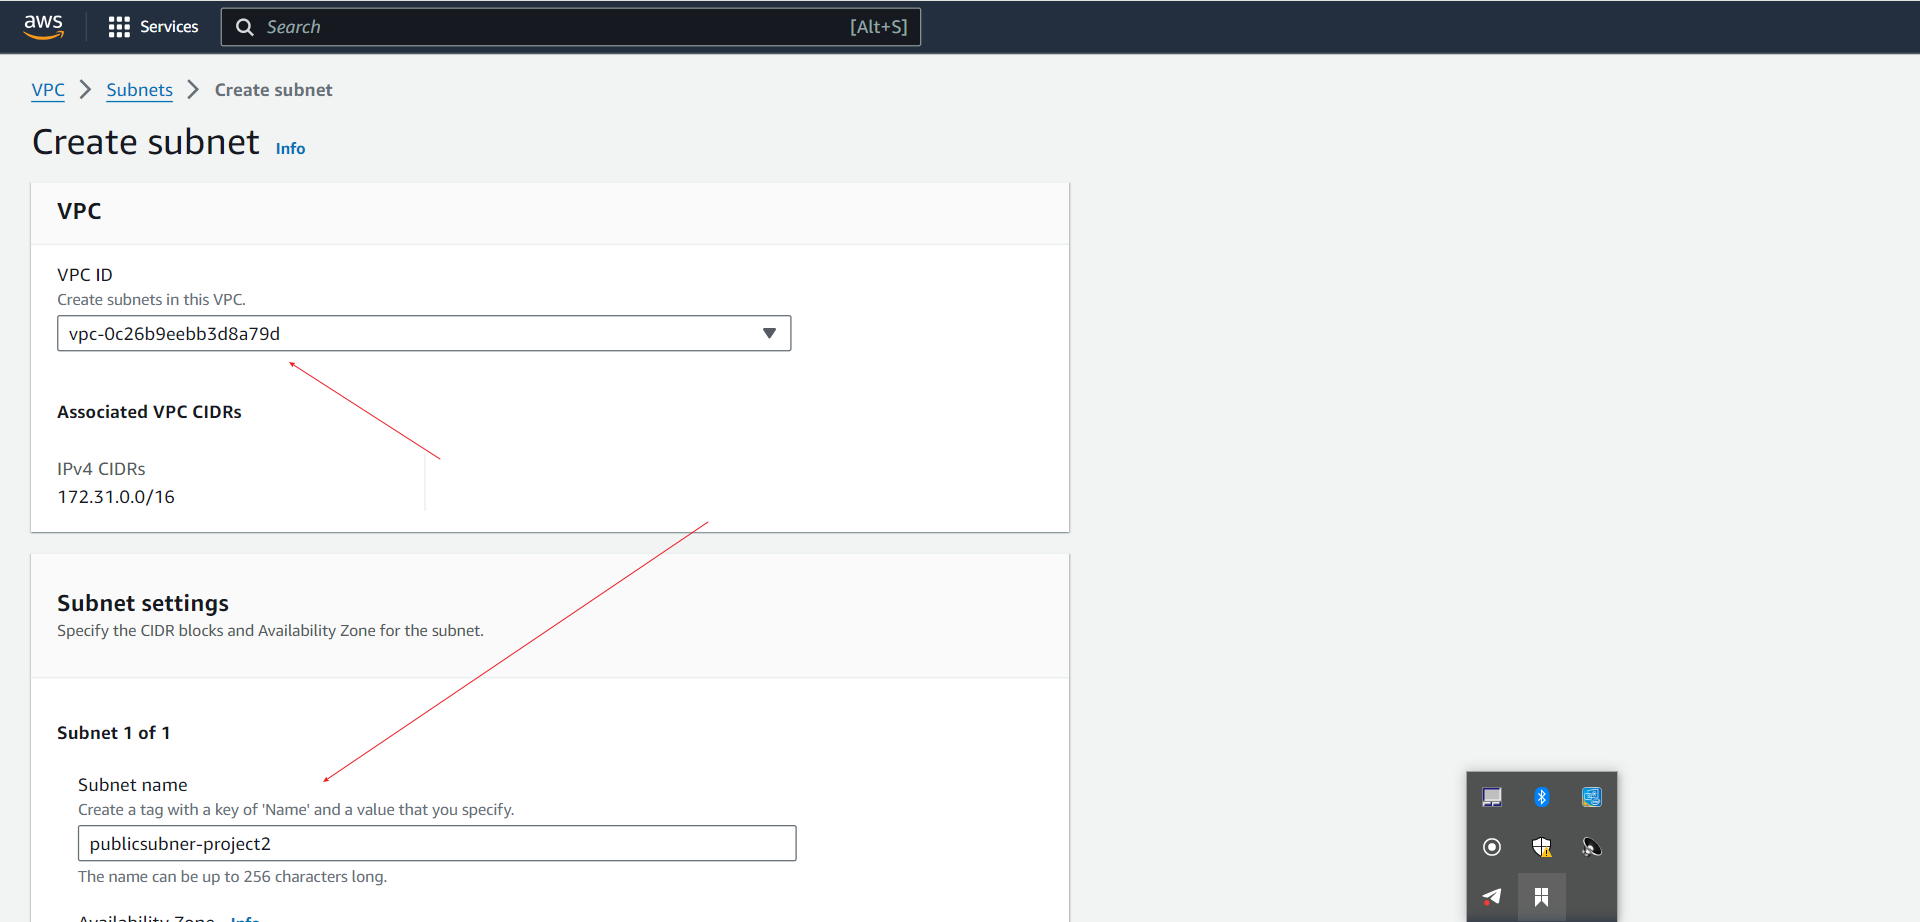 aws Services Search [Alt+S]
VPC Subnets Create subnet
Create subnet Info
VPC
VPC ID
Create subnets in this VPC.
vpc-0c26b9eebb3d8a79d
Associated VPC CIDRs
IPv4 CIDRs
172.31.0.0/16
Subnet settings
Specify the CIDR blocks and Availability Zone for the subnet.
Subnet 1 of 1
Subnet name
Create a tag with a key of 'Name' and a value that you specify.
publicsubner-project2
The name can be up to 256 characters long.
Availability Zone Info